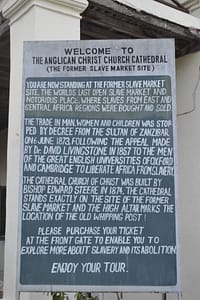 WELCOME TO
THE ANGLICAN CHRIST CHURCH CATHEDRAL
(THE FORMER SLAVE MARKET SITE)
YOU ARE NOW STANDING AT THE FORMER SLAVE MARKET
SITE, THE WORLDS LAST OPEN SLAVE MARKET AND
NOTORIOUS PLACE, WHERE SLAVES FROM EAST AND
CENTRAL AFRICA REGIONS WERE BOUGHT AND SOLD.
THE TRADE IN MAN, WOMEN AND CHILDREN WAS STOP
PED BY DECREE FROM THE SULTAN OF ZANZIBAR
ON 6 JUNE 1873, FOLLOWING THE APPEAL MADE
BY DR DAVID LIVINGSTONE IN 1857 TO THE MEN
OF THE GREAT ENGLISH UNIVERSITIES OF OXFORD
AND CAMBRIDGE TO LIBERATE AFRICA FROM SLAVERY.
THE CATHEDRAL OF CHRIST WAS BUILT BY
BISHOP EDWARD STEERE IN 1874, THE CATHEDRAL
STANDS EXACTLY ON THE SITE OF THE FORMER
SLAVE MARKET AND THE HIGH ALTAR MARKS THE
LOCATION OF THE OLD WHIPPING POST!
PLEASE PURCHASE YOUR TICKET
AT THE FRONT GATE TO ENABLE YOU TO
EXPLORE MORE ABOUT SLAVERY AND ITS ABOLITION.
ENJOY YOUR TOUR.